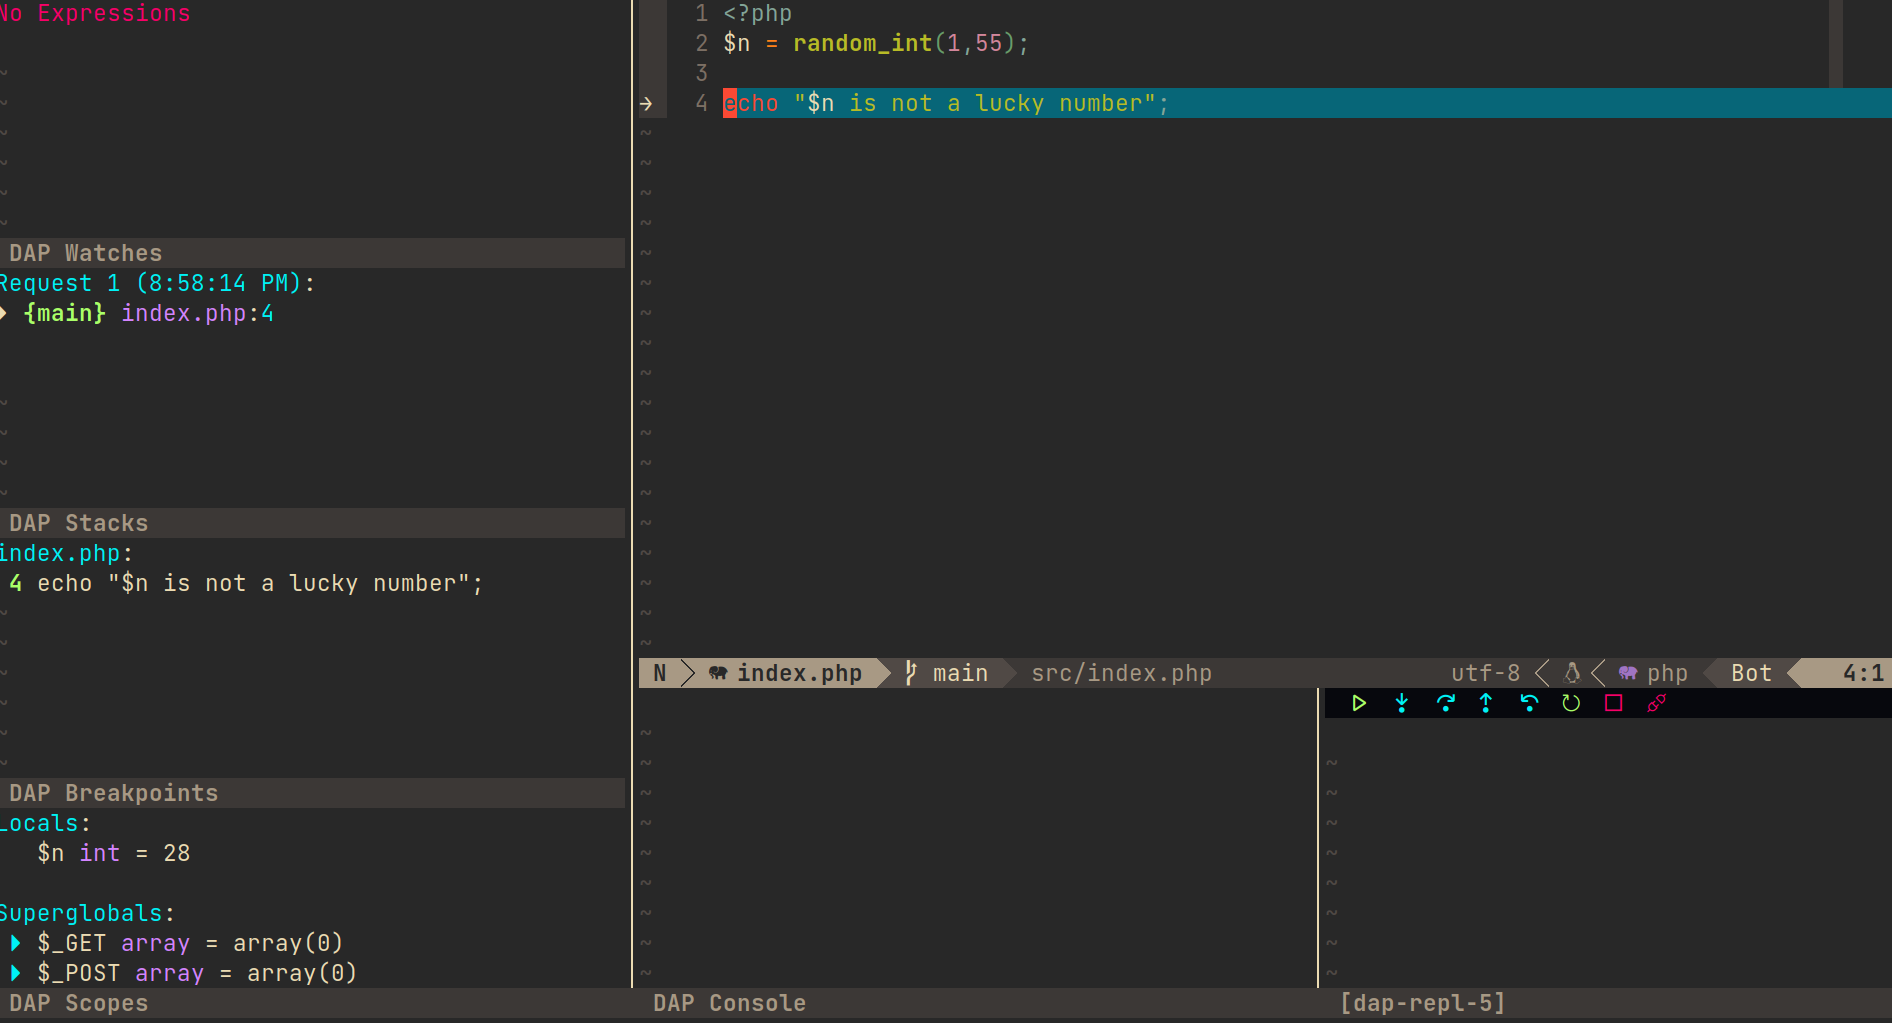 No Expressions
DAP Watches
Request 1 (8:58:14 PM):
{main} index.php:4
DAP Stacks
index.php:
4 echo "$n is not a lucky number";
DAP Breakpoints
Locals:
$n int = 28
Superglobals:
$_GET array = array(0)
$_POST array = array(0)
DAP Scopes
1 <?php
2 $n = random_int(1,55);
3
→ 4 echo "$n is not a lucky number";
N index.php main src/index.php utf-8 php Bot 4:1
DAP Console
[dap-repl-5]